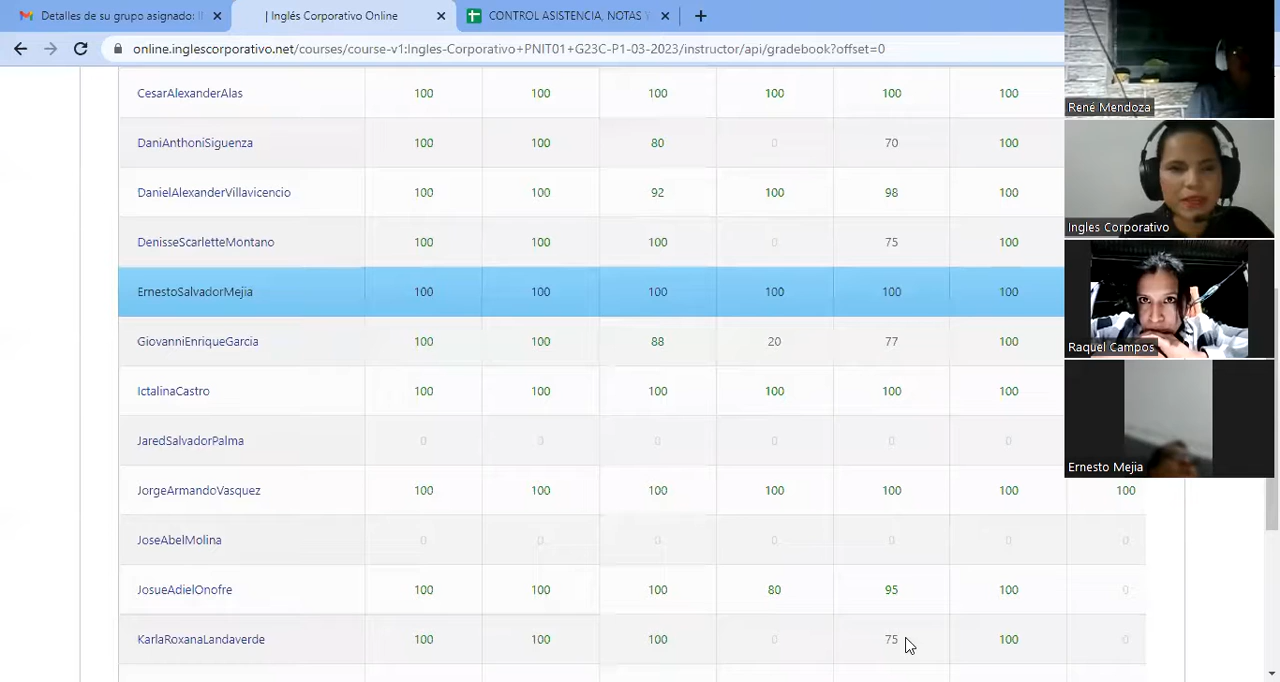 Detalles de su grupo asignado: I
| Ingles Corporativo Online
CONTROL ASISTENCIA, NOTAS Y
online.inglescorporativo.net/courses/course-v1:Ingles-Corporativo+PNIT01+G23C-P1-03-2023/instructor/api/gradebook?offset=0
CesarAlexanderAlas 100 100 100 100 100 100
DaniAnthoniSiguenza 100 100 80 0 70 100
DanielAlexanderVillavicencio 100 100 92 100 98 100
DenisseScarletteMontano 100 100 100 0 75 100
ErnestoSalvadorMejia 100 100 100 100 100 100
GiovanniEnriqueGarcia 100 100 88 20 77 100
IctalinaCastro 100 100 100 100 100 100
JaredSalvadorPalma 0 0 0 0 0 0
JorgeArmandoVasquez 100 100 100 100 100 100 100
JoseAbelMolina 0 0 0 0 0 0 0
JosueAdielOnofre 100 100 100 80 95 100 0
KarlaRoxanaLandaverde 100 100 100 0 75 100 0
René Mendoza
Ingles Corporativo
Raquel Campos
Ernesto Mejia